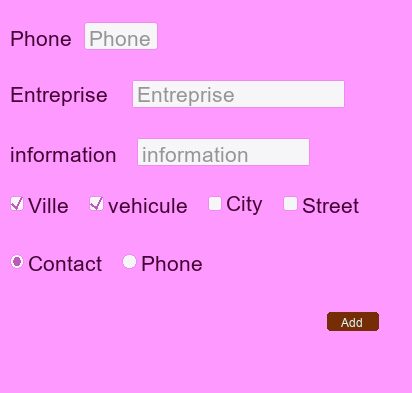 Phone Phone
Entreprise Entreprise
information information
Ville vehicule City Street
Contact Phone
Add